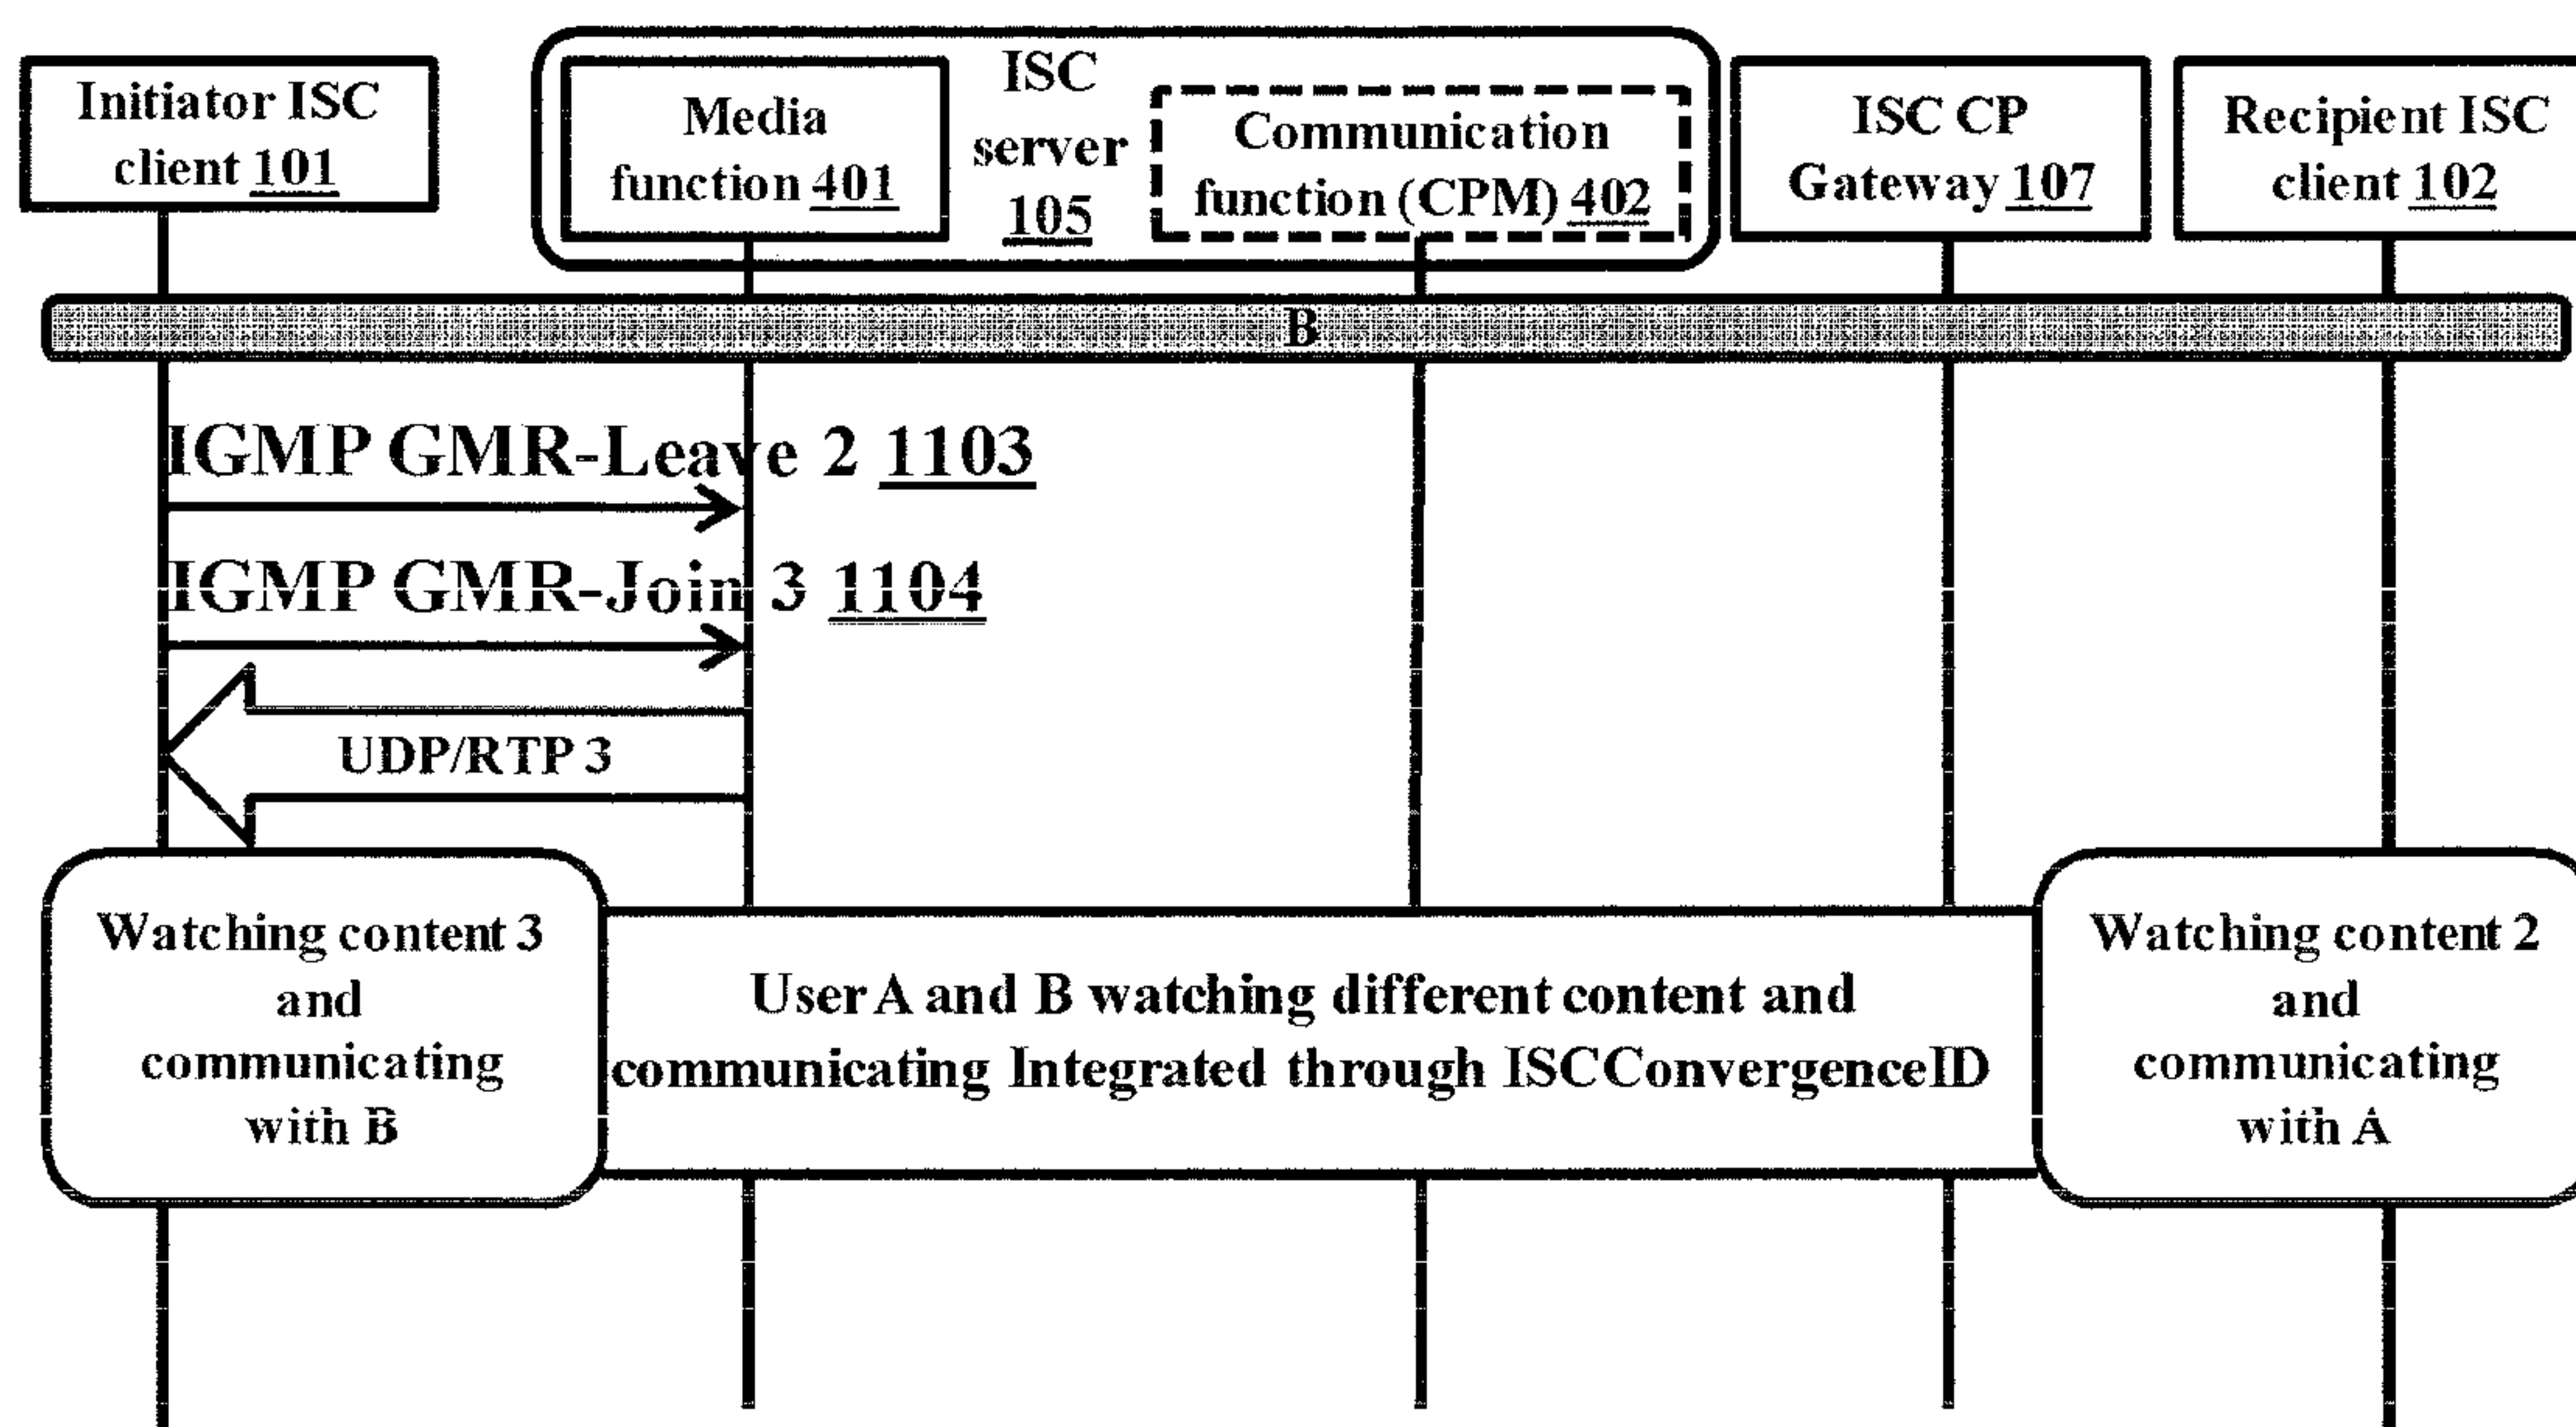 Initiator ISC
client 101
Media
function 401
ISC
server
105
Communication
function (CPM) 402
ISC CP
Gateway 107
Recipient ISC
client 102
B
IGMP GMR-Leave 2 1103
IGMP GMR-Join 3 1104
UDP/RTP 3
Watching content 3
and
communicating
with B
User A and B watching different content and
communicating Integrated through ISCConvergenceID
Watching content 2
and
communicating
with A